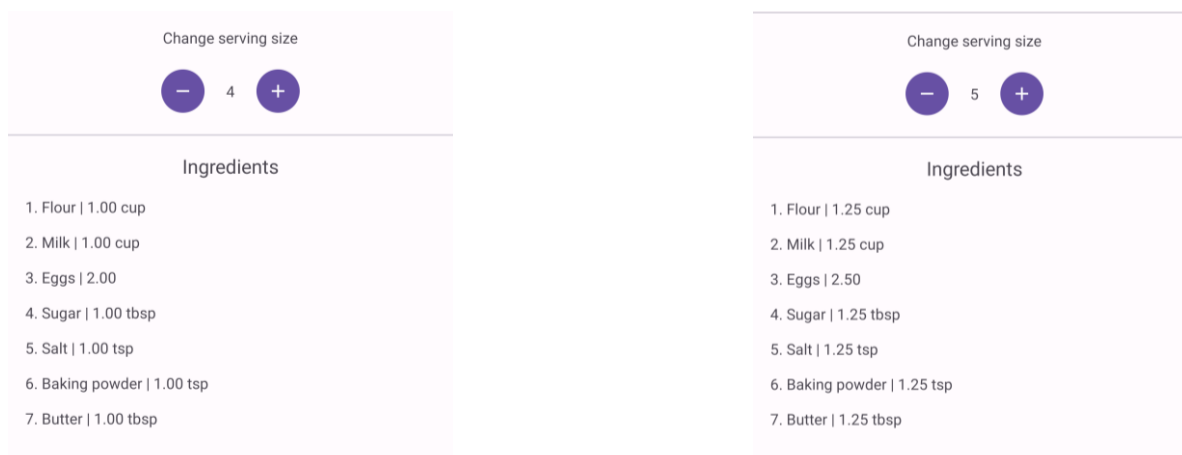 Change serving size
− 4 +
Ingredients
1. Flour | 1.00 cup
2. Milk | 1.00 cup
3. Eggs | 2.00
4. Sugar | 1.00 tbsp
5. Salt | 1.00 tsp
6. Baking powder | 1.00 tsp
7. Butter | 1.00 tbsp
Change serving size
− 5 +
Ingredients
1. Flour | 1.25 cup
2. Milk | 1.25 cup
3. Eggs | 2.50
4. Sugar | 1.25 tbsp
5. Salt | 1.25 tsp
6. Baking powder | 1.25 tsp
7. Butter | 1.25 tbsp